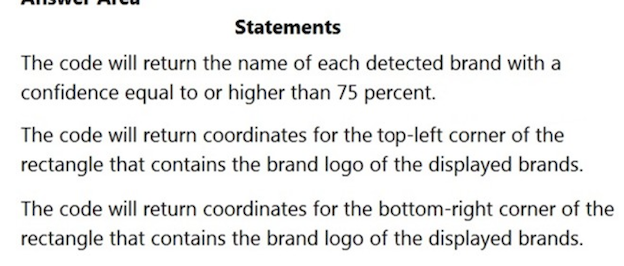 Answer Area
Statements
The code will return the name of each detected brand with a
confidence equal to or higher than 75 percent.
The code will return coordinates for the top-left corner of the
rectangle that contains the brand logo of the displayed brands.
The code will return coordinates for the bottom-right corner of the
rectangle that contains the brand logo of the displayed brands.